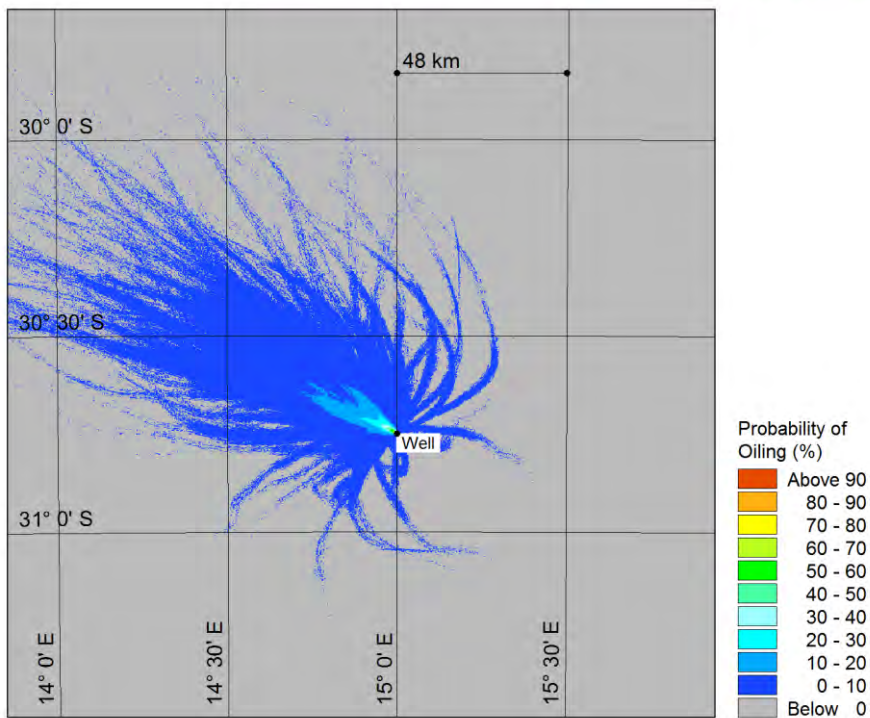 48 km
30° 0' S
30° 30' S
Well
31° 0' S
14° 0' E
14° 30' E
15° 0' E
15° 30' E
Probability of
Oiling (%)
Above 90
80 - 90
70 - 80
60 - 70
50 - 60
40 - 50
30 - 40
20 - 30
10 - 20
0 - 10
Below 0